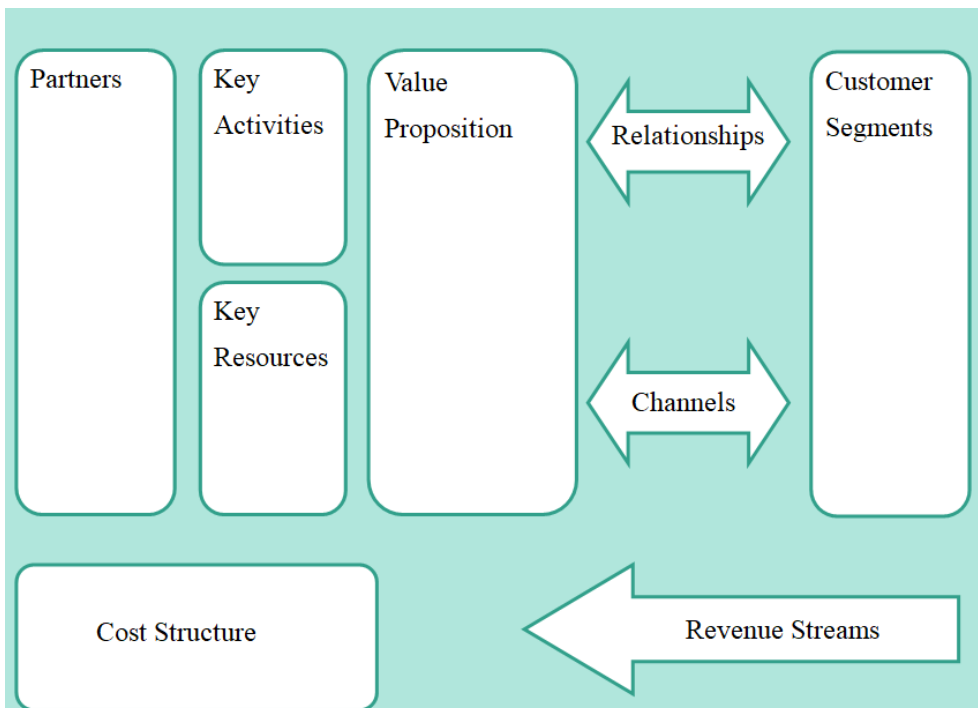 Partners
Key
Activities
Key
Resources
Value
Proposition
Relationships
Channels
Customer
Segments
Cost Structure
Revenue Streams